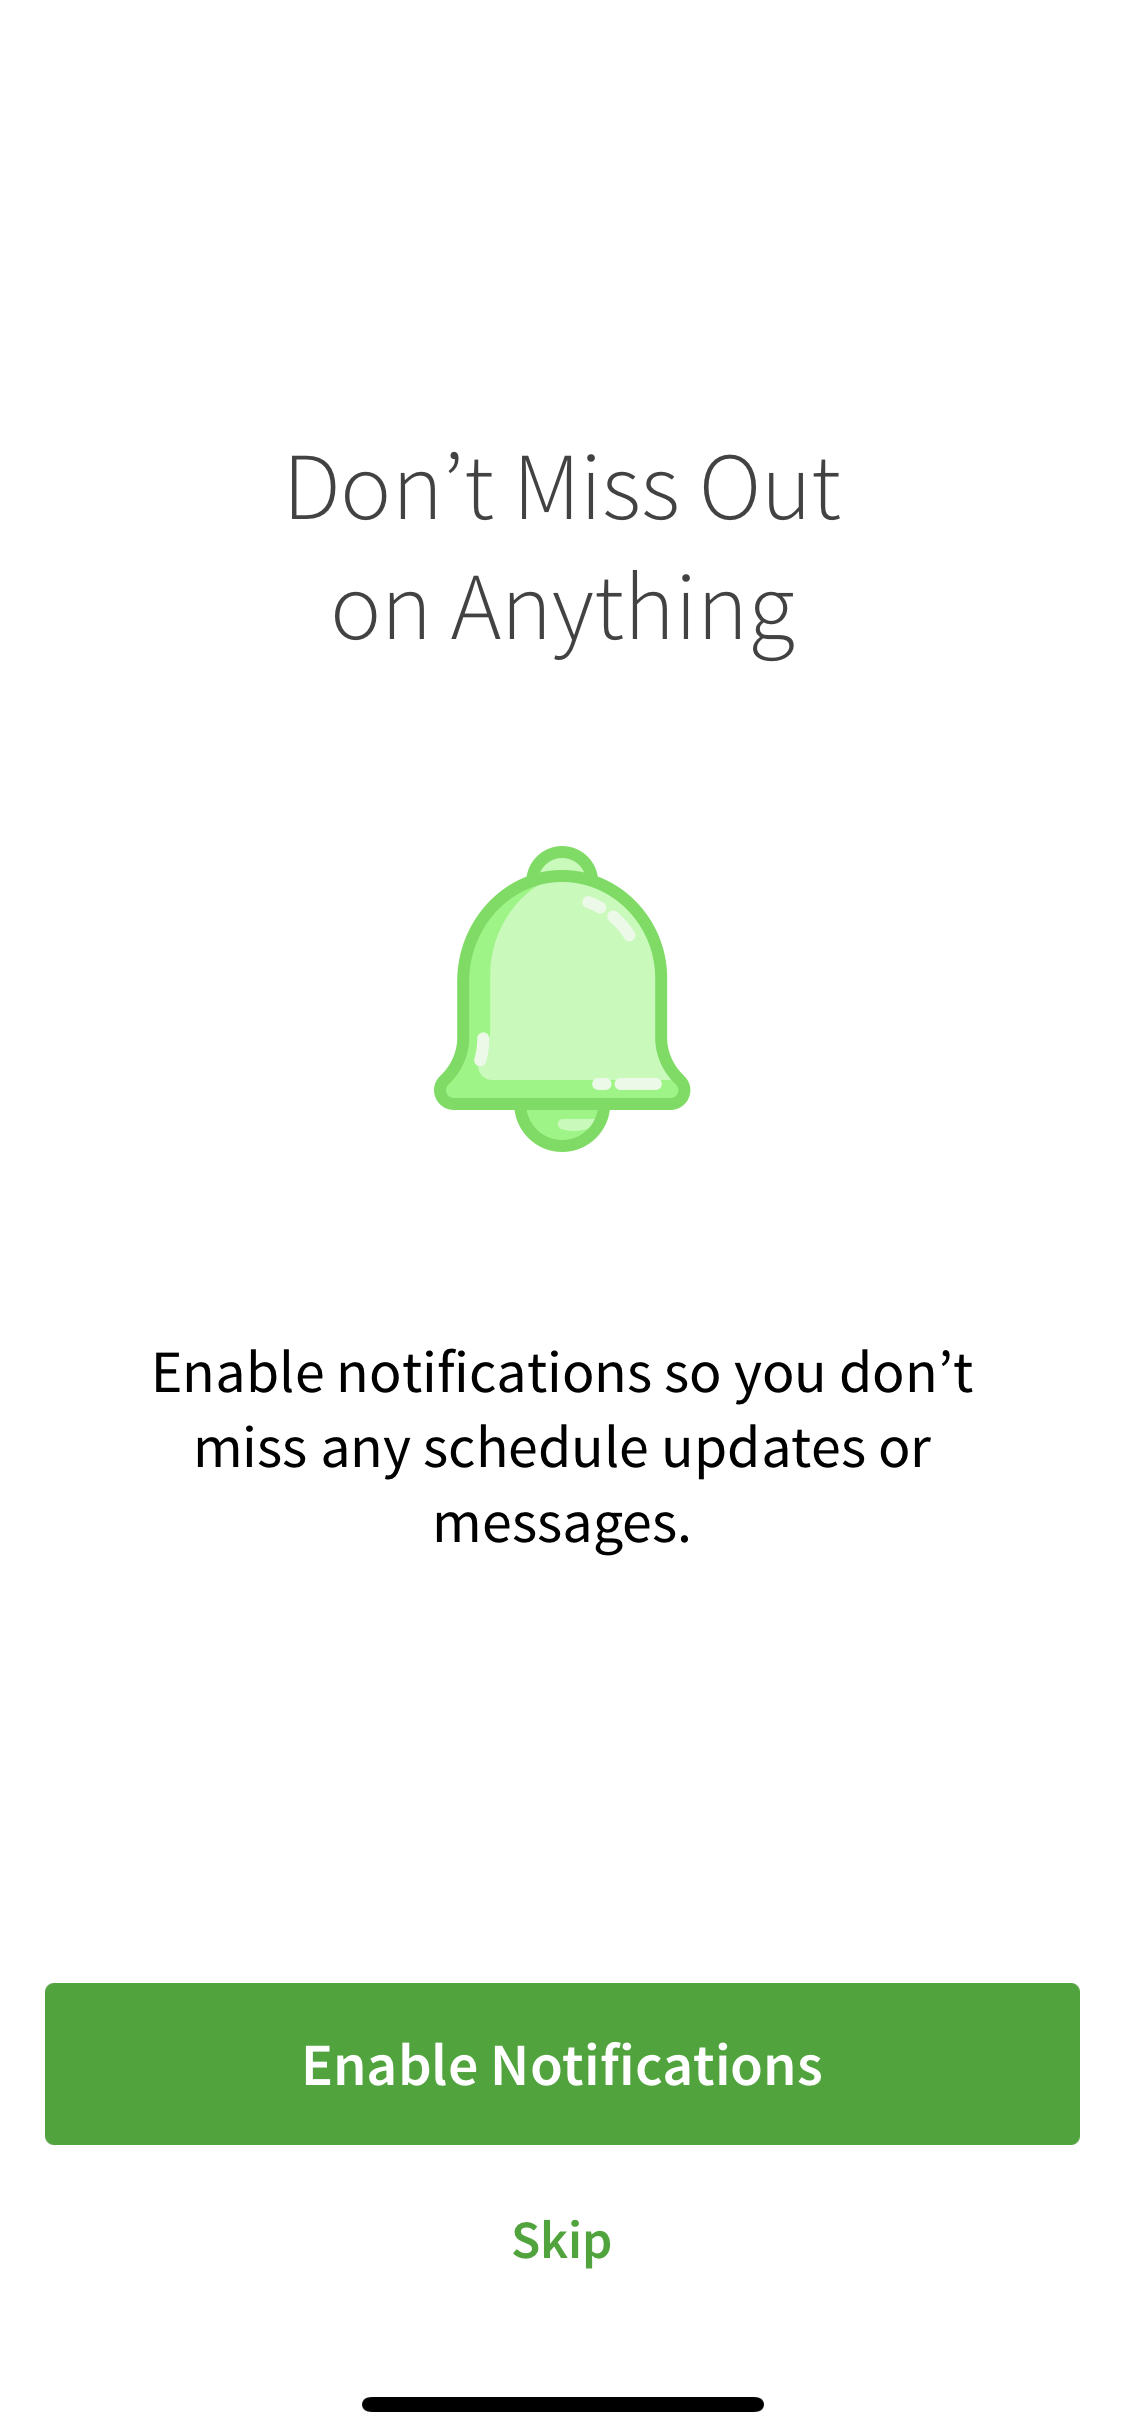 Don’t Miss Out
on Anything
Enable notifications so you don’t
miss any schedule updates or
messages.
Enable Notifications
Skip